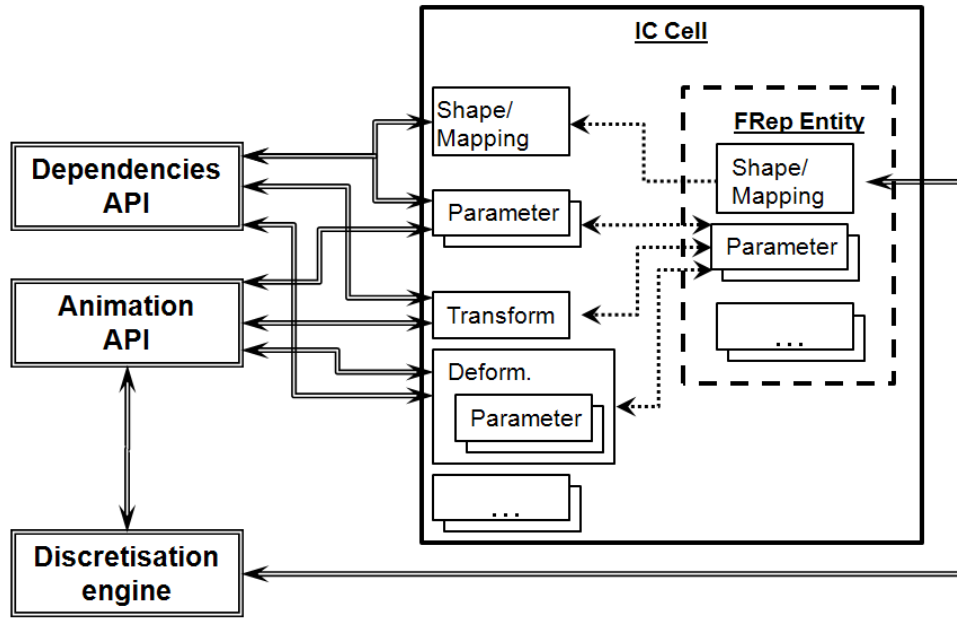 IC Cell
Shape/
Mapping
FRep Entity
Shape/
Mapping
Dependencies
API
Parameter
Parameter
Animation
API
Transform
...
Deform.
Parameter
...
Discretisation
engine